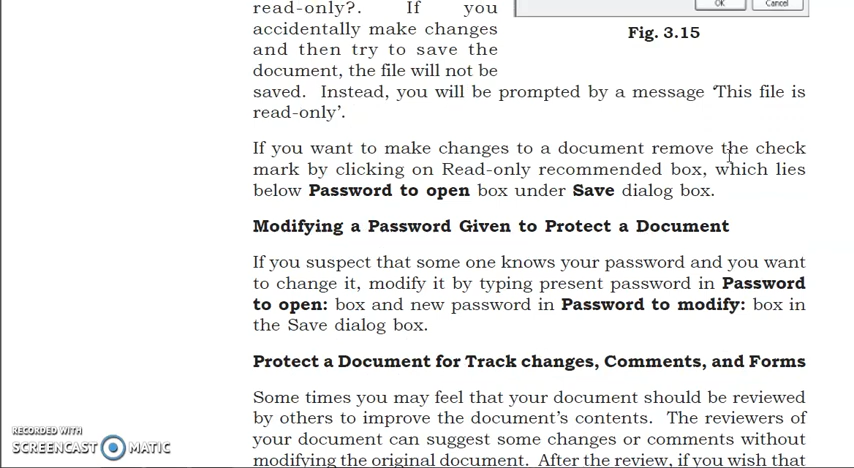 read-only?. If you
OK Cancel
accidentally make changes
Fig. 3.15
and then try to save the
document, the file will not be
saved. Instead, you will be prompted by a message 'This file is
read-only'.
If you want to make changes to a document remove the check
mark by clicking on Read-only recommended box, which lies
below Password to open box under Save dialog box.
Modifying a Password Given to Protect a Document
If you suspect that some one knows your password and you want
to change it, modify it by typing present password in Password
to open: box and new password in Password to modify: box in
the Save dialog box.
Protect a Document for Track changes, Comments, and Forms
Some times you may feel that your document should be reviewed
by others to improve the document's contents. The reviewers of
your document can suggest some changes or comments without
modifying the original document. After the review, if you wish that
RECORDED WITH
SCREENCAST MATIC